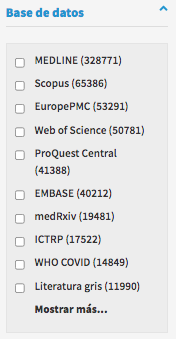 Base de datos
MEDLINE (328771)
Scopus (65386)
EuropePMC (53291)
Web of Science (50781)
ProQuest Central
(41388)
EMBASE (40212)
medRxiv (19481)
ICTRP (17522)
WHO COVID (14849)
Literatura gris (11990)
Mostrar más...